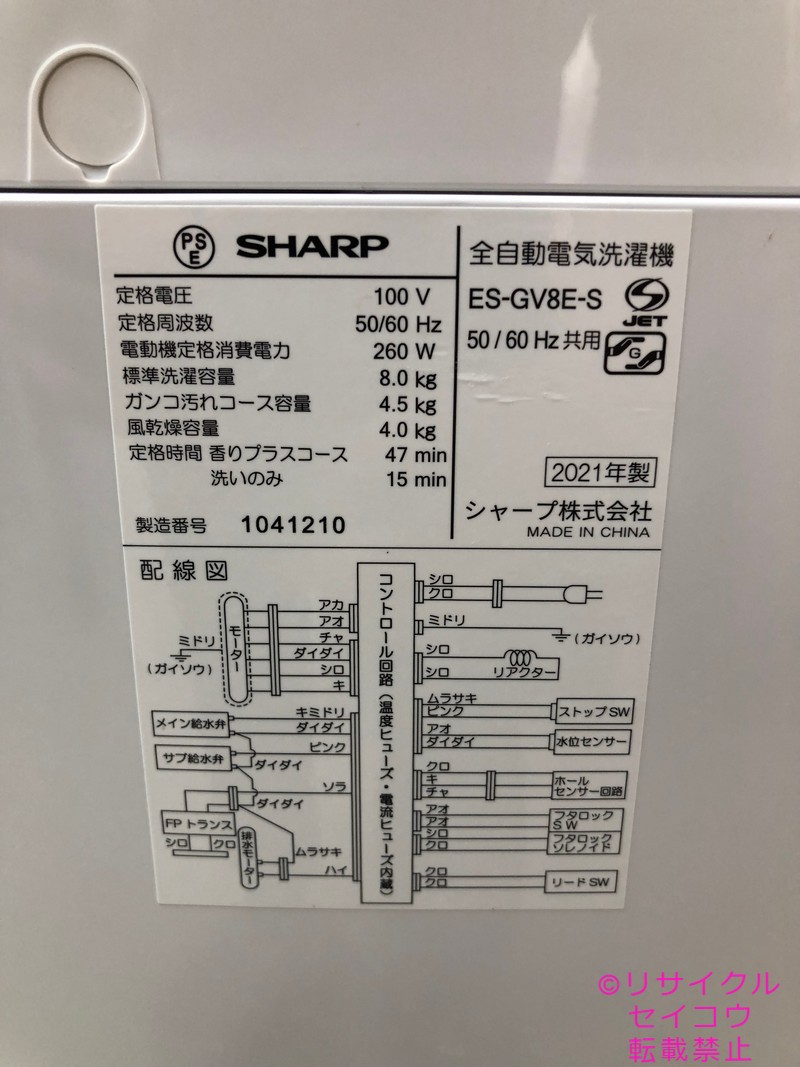 PS E SHARP
定格電圧 100 V
定格周波数 50/60 Hz
電動機定格消費電力 260 W
標準洗濯容量 8.0 kg
ガンコ汚れコース容量 4.5 kg
風乾燥容量 4.0 kg
定格時間 香りプラスコース 47 min
洗いのみ 15 min
製造番号 1041210
全自動電気洗濯機
ES-GV8E-S
S JET
50/60 Hz 共用
G
2021年製
シャープ株式会社
MADE IN CHINA
配線図
ミドリ
(ガイソウ)
モーター
アカ
アオ
チャ
ダイダイ
シロ
キ
メイン給水弁
キミドリ
ダイダイ
サブ給水弁
ピンク
ダイダイ
ソラ
ダイダイ
FPトランス
シロ
クロ
排水モーター
ムラサキ
ハイ
コントロール回路(温度ヒューズ・電流ヒューズ内蔵)
シロ
クロ
ミドリ
(ガイソウ)
シロ
シロ
リアクター
ムラサキ
ピンク
ストップSW
アオ
ダイダイ
水位センサー
クロ
キ
チャ
ホール
センサー回路
アオ
アオ
フタロック
SW
シロ
クロ
フタロック
ソレノイド
クロ
クロ
リードSW
©リサイクル
セイコウ
転載禁止